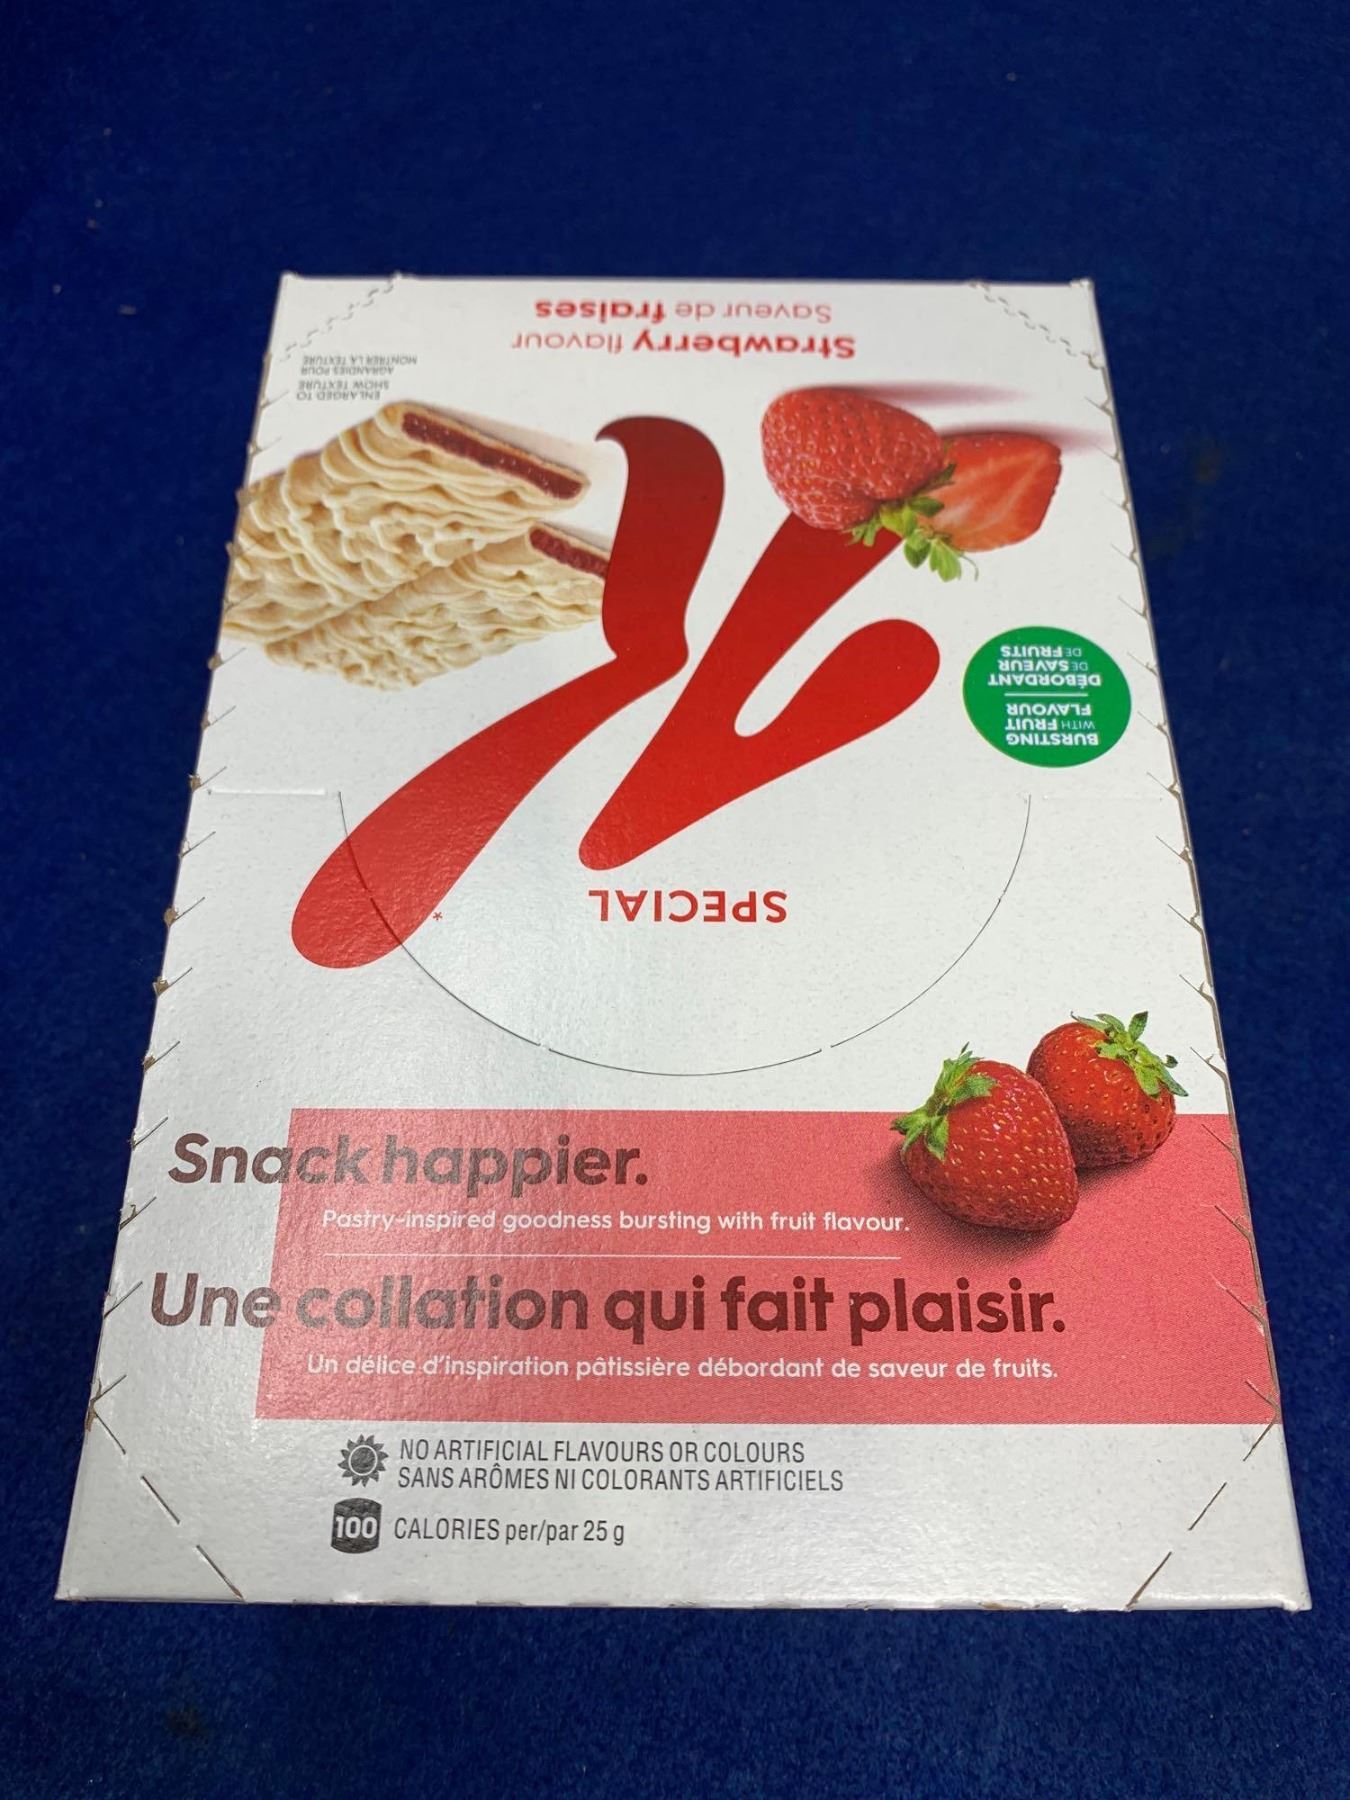 Strawberry flavour
Saveur de fraises
ENLARGED TO
SHOW TEXTURE
AGRANDIES POUR
MONTRER LA TEXTURE
BURSTING
WITH FRUIT
FLAVOUR
DÉBORDANT
DE SAVEUR
DE FRUITS
K
SPECIAL
*
Snack happier.
Pastry-inspired goodness bursting with fruit flavour.
Une collation qui fait plaisir.
Un délice d'inspiration pâtissière débordant de saveur de fruits.
NO ARTIFICIAL FLAVOURS OR COLOURS
SANS ARÔMES NI COLORANTS ARTIFICIELS
100 CALORIES per/par 25 g